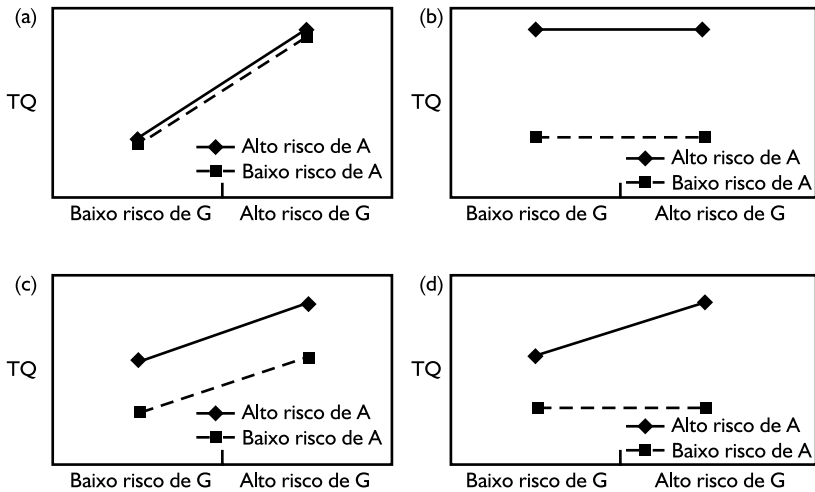 (a)
TQ
Alto risco de A
Baixo risco de A
Baixo risco de G Alto risco de G
(b)
Alto risco de A
Baixo risco de A
Baixo risco de G Alto risco de G
(c)
TQ
Alto risco de A
Baixo risco de A
Baixo risco de G Alto risco de G
(d)
Alto risco de A
Baixo risco de A
Baixo risco de G Alto risco de G